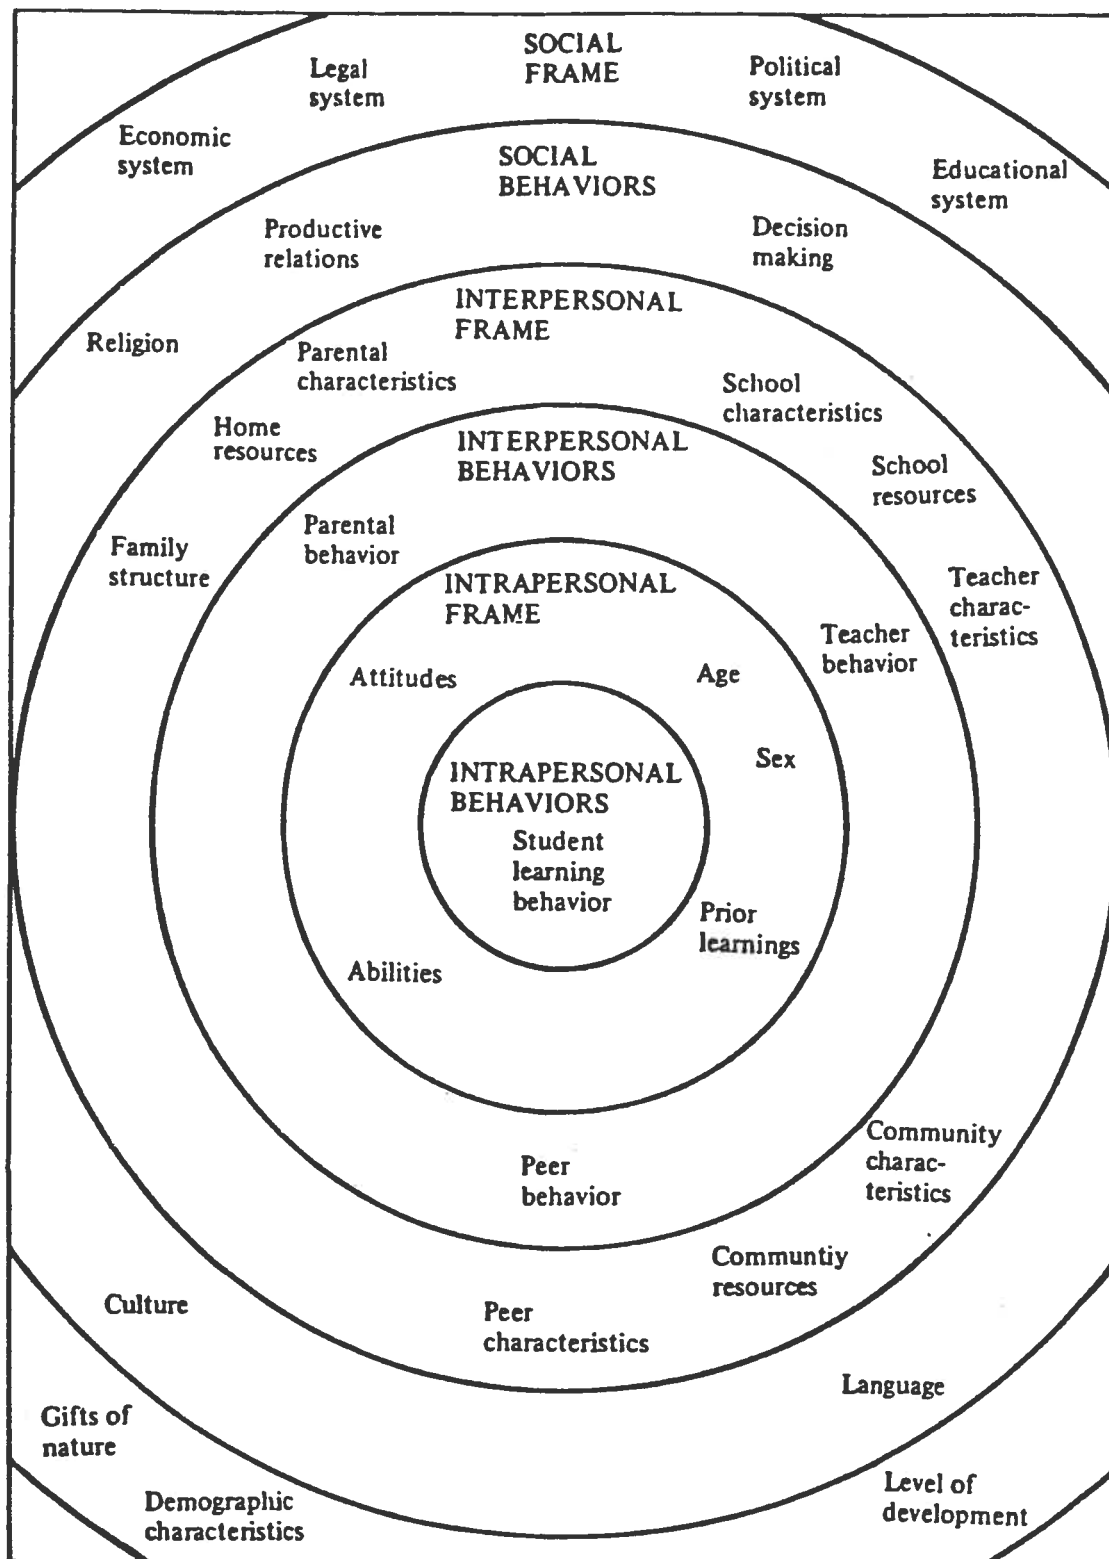 SOCIAL
FRAME
Legal
system
Political
system
Economic
system
SOCIAL
BEHAVIORS
Educational
system
Productive
relations
Decision
making
INTERPERSONAL
FRAME
Religion
Parental
characteristics
School
characteristics
Home
resources
INTERPERSONAL
BEHAVIORS
School
resources
Parental
behavior
Family
structure
INTRAPERSONAL
FRAME
Teacher
charac-
teristics
Teacher
behavior
Attitudes
Age
Sex
INTRAPERSONAL
BEHAVIORS
Student
learning
behavior
Prior
learnings
Abilities
Community
charac-
teristics
Peer
behavior
Communtiy
resources
Culture
Peer
characteristics
Language
Gifts of
nature
Level of
development
Demographic
characteristics